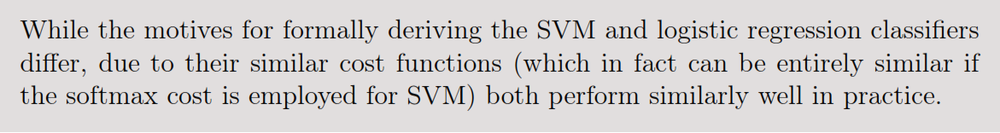 While the motives for formally deriving the SVM and logistic regression classifiers
differ, due to their similar cost functions (which in fact can be entirely similar if
the softmax cost is employed for SVM) both perform similarly well in practice.